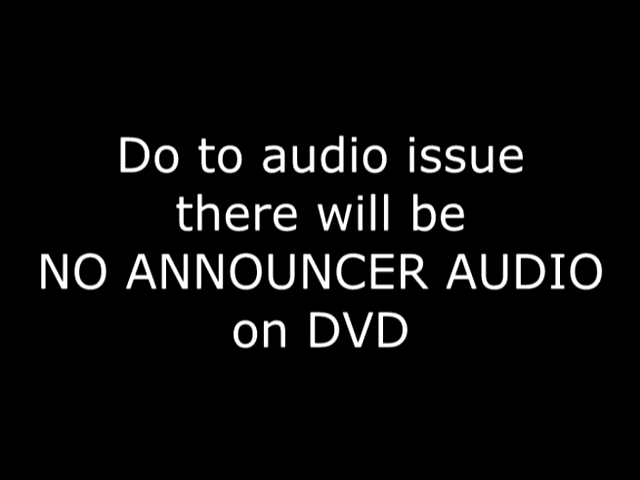 Do to audio issue
there will be
NO ANNOUNCER AUDIO
on DVD